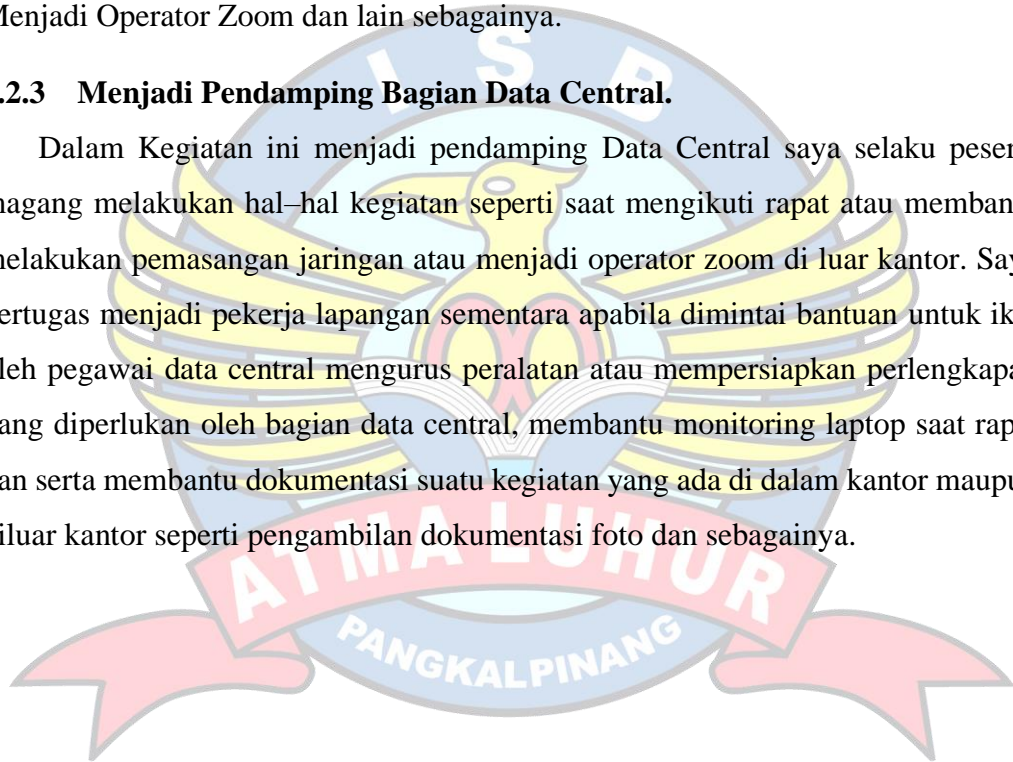 Menjadi Operator Zoom dan lain sebagainya.
.2.3 Menjadi Pendamping Bagian Data Central.
Dalam Kegiatan ini menjadi pendamping Data Central saya selaku peser
magang melakukan hal–hal kegiatan seperti saat mengikuti rapat atau memban
melakukan pemasangan jaringan atau menjadi operator zoom di luar kantor. Say
ertugas menjadi pekerja lapangan sementara apabila dimintai bantuan untuk ik
leh pegawai data central mengurus peralatan atau mempersiapkan perlengkapa
ang diperlukan oleh bagian data central, membantu monitoring laptop saat rap
an serta membantu dokumentasi suatu kegiatan yang ada di dalam kantor maupu
iluar kantor seperti pengambilan dokumentasi foto dan sebagainya.
I S B
ATMA LUHUR
PANGKALPINANG